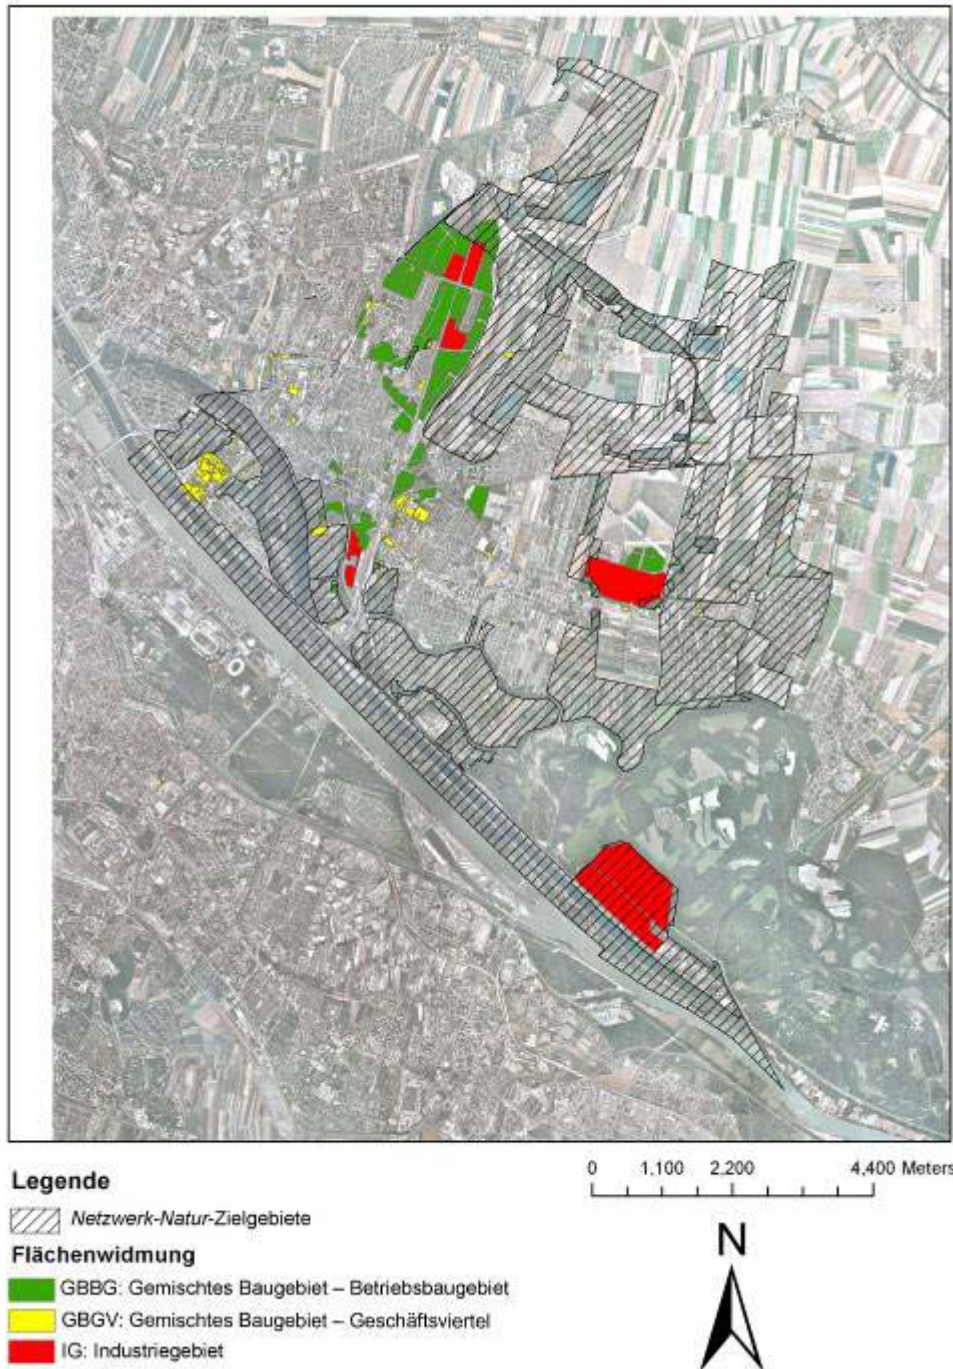 Legende
Netzwerk-Natur-Zielgebiete
Flächenwidmung
GBBG: Gemischtes Baugebiet – Betriebsbaugebiet
GBGV: Gemischtes Baugebiet – Geschäftsviertel
IG: Industriegebiet
0 1,100 2,200 4,400 Meters
N